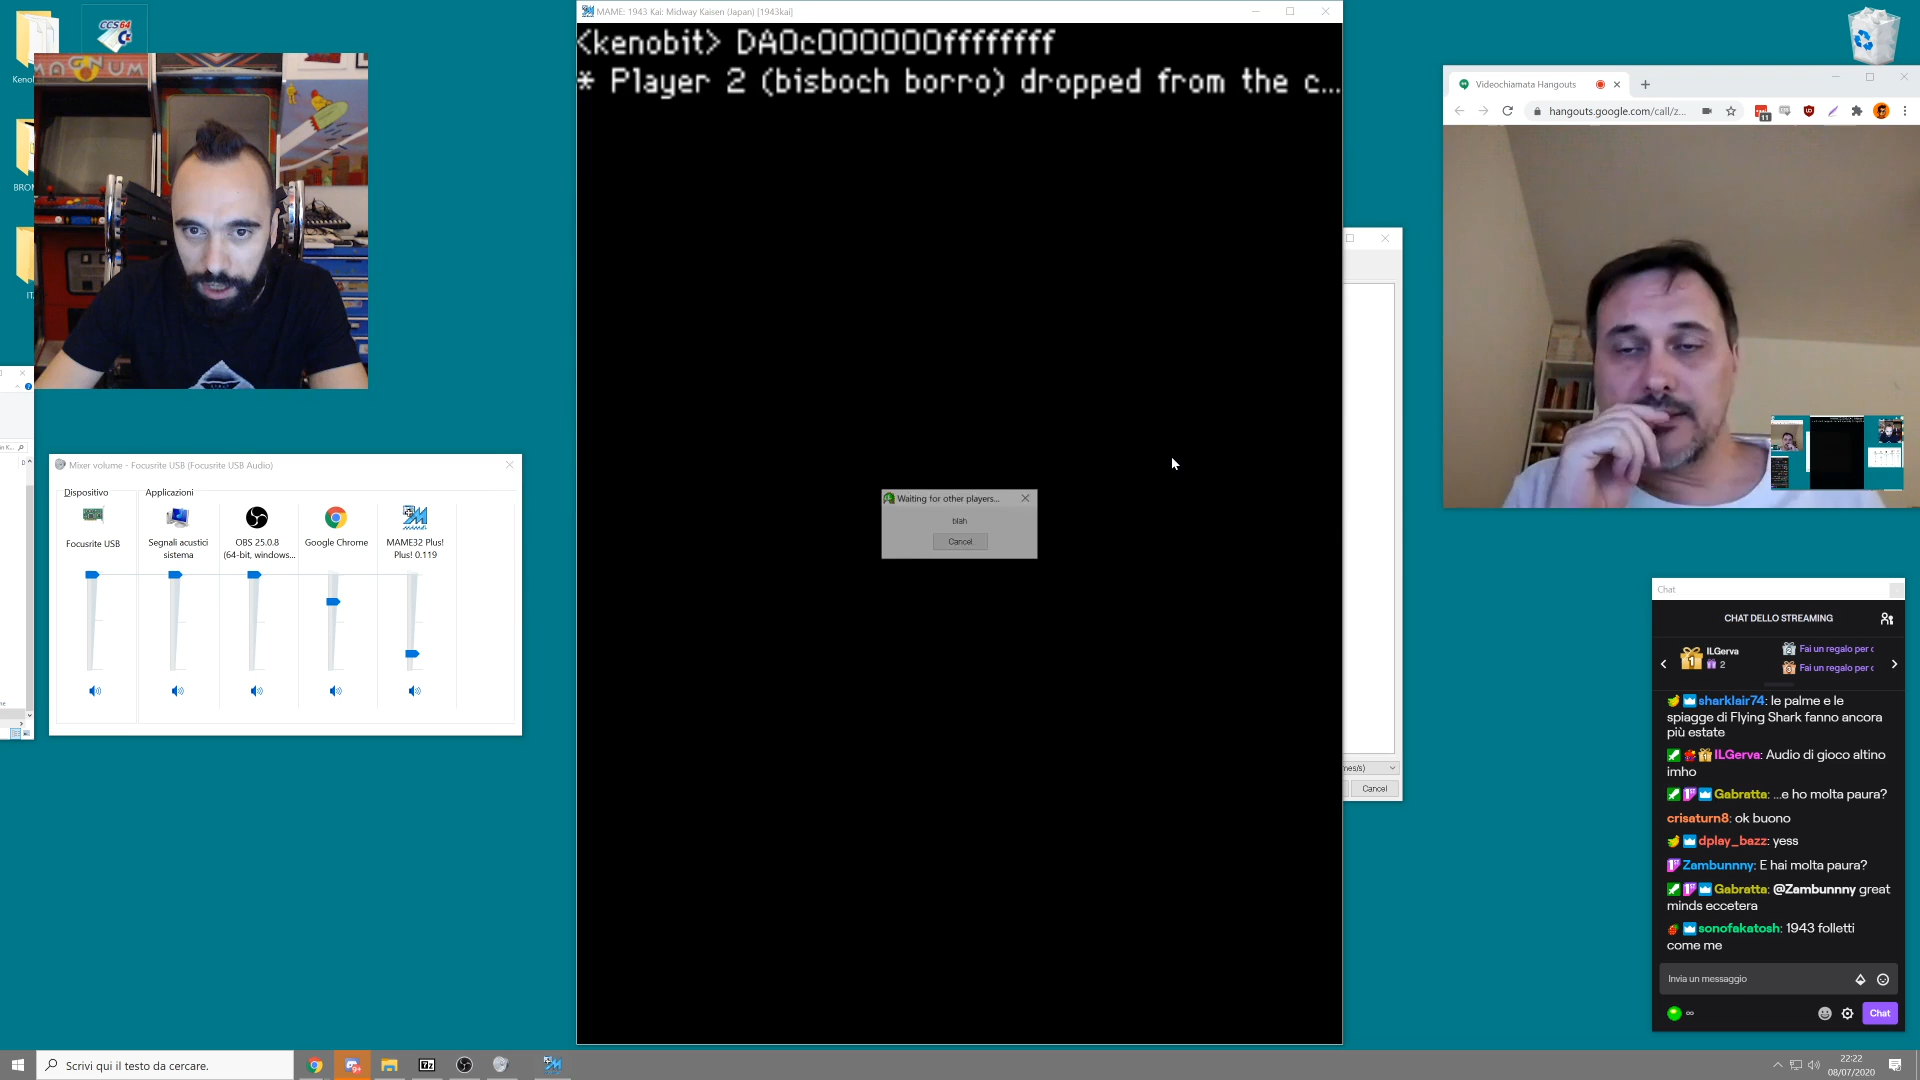 CCS64
MAGNUM
MAME: 1943 Kai: Midway Kaisen (Japan) [1943kai]
<kenobit> DA0c000000ffffffff
* Player 2 (bisboch borro) dropped from the c...
Waiting for other players...
blah
Cancel
Cancel
Mixer volume - Focusrite USB (Focusrite USB Audio)
Dispositivo
Applicazioni
Focusrite USB
Segnali acustici
sistema
OBS 25.0.8
(64-bit, windows...
Google Chrome
MAME32 Plus!
Plus! 0.119
Videochiamata Hangouts
hangouts.google.com/call/z...
11
Chat
CHAT DELLO STREAMING
1
ILGerva
2
Fai un regalo per
Fai un regalo per
sharklair74: le palme e le
spiagge di Flying Shark fanno ancora
più estate
ILGerva: Audio di gioco altino
imho
Gabratta: ...e ho molta paura?
crisaturn8: ok buono
dplay_bazz: yess
Zambunnny: E hai molta paura?
Gabratta: @Zambunnny great
minds eccetera
sonofakatosh: 1943 folletti
come me
Invia un messaggio
∞
Chat
Scrivi qui il testo da cercare.
22:22
08/07/2020